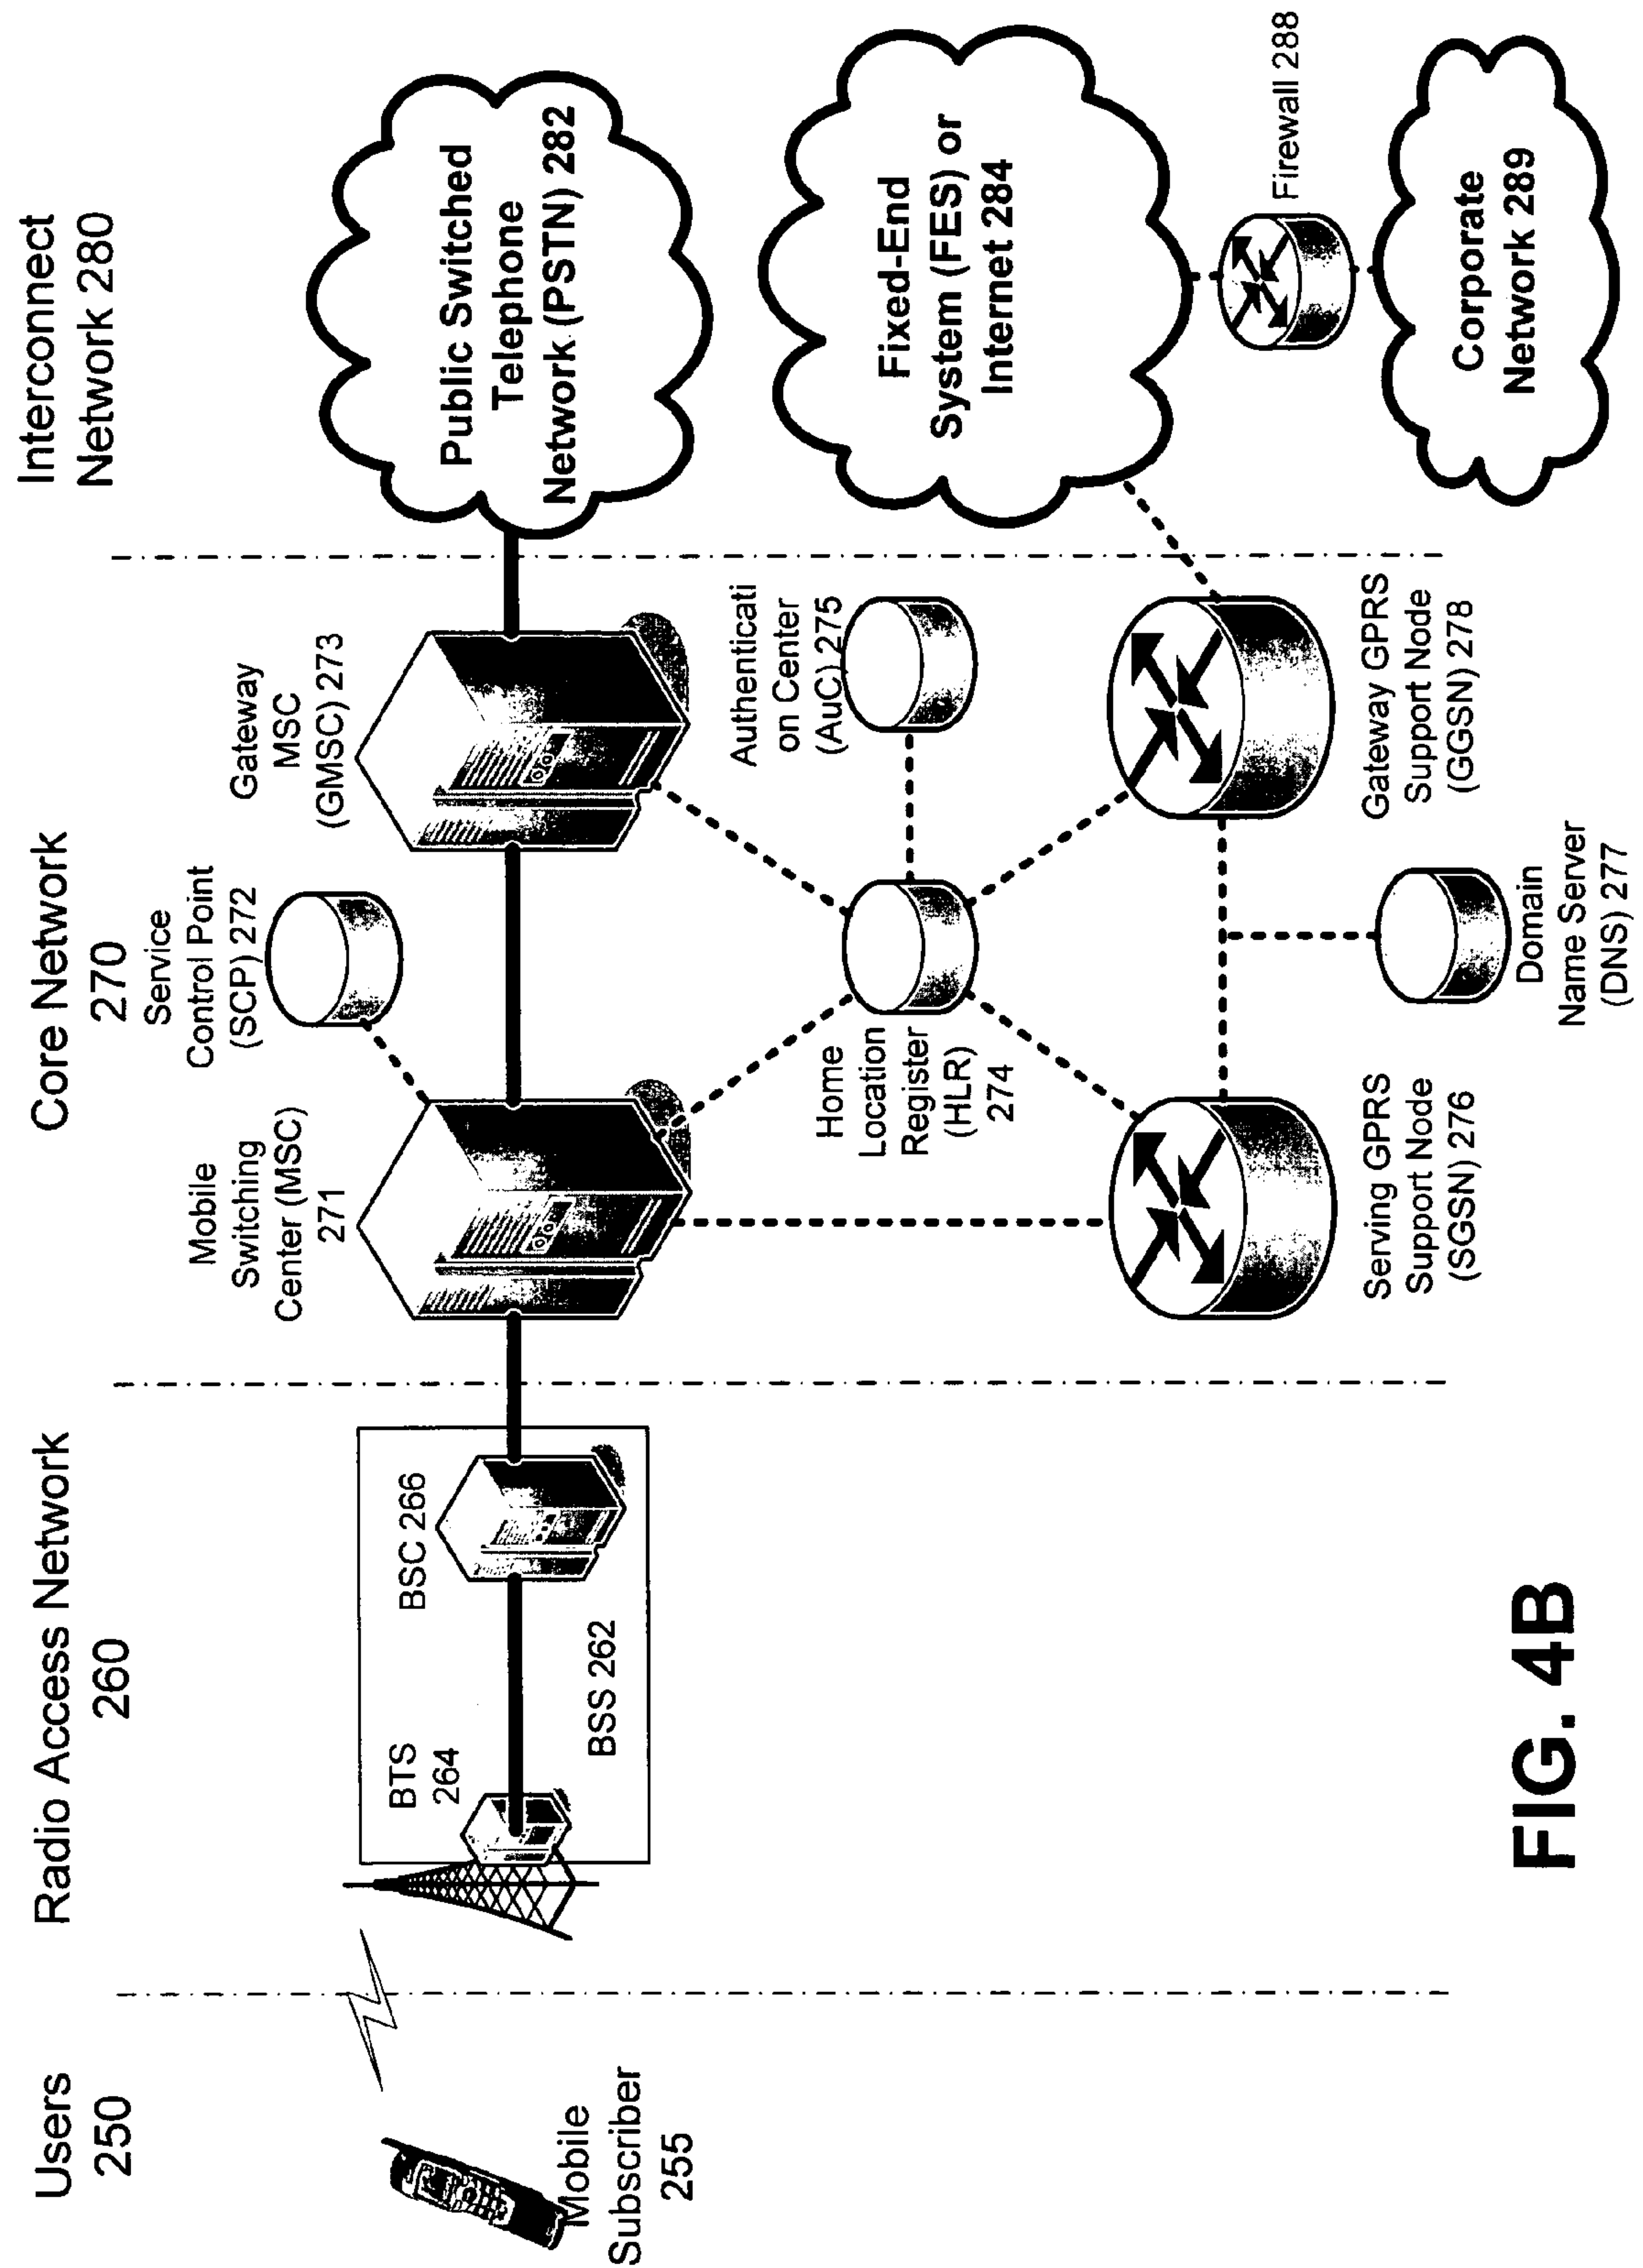 Users
250
Radio Access Network
260
Core Network
270
Interconnect
Network 280
Mobile
Subscriber
255
BTS
264
BSC 266
BSS 262
Mobile
Switching
Center (MSC)
271
Service
Control Point
(SCP) 272
Gateway
MSC
(GMSC) 273
Public Switched
Telephone
Network (PSTN) 282
Home
Location
Register
(HLR)
274
Authenticati
on Center
(AuC) 275
Fixed-End
System (FES) or
Internet 284
Serving GPRS
Support Node
(SGSN) 276
Domain
Name Server
(DNS) 277
Gateway GPRS
Support Node
(GGSN) 278
Firewall 288
Corporate
Network 289
FIG. 4B